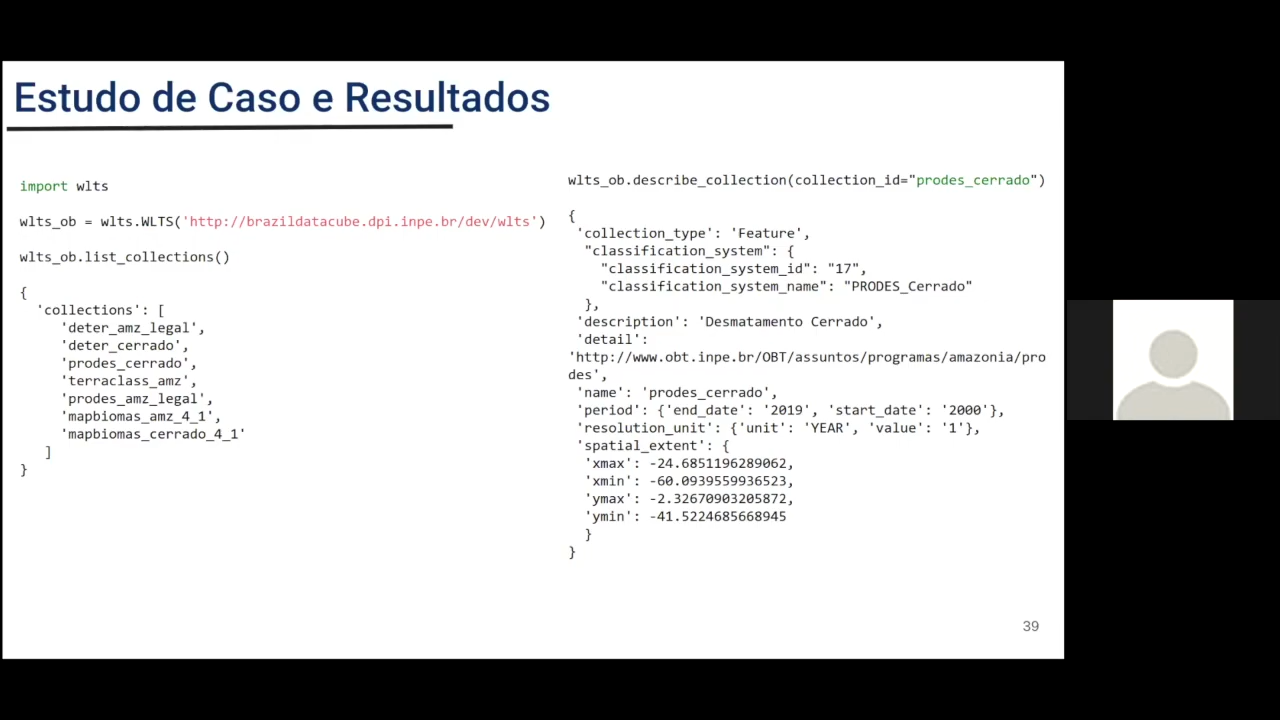 Estudo de Caso e Resultados
import wlts
wlts_ob = wlts.WLTS('http://brazildatacube.dpi.inpe.br/dev/wlts')
wlts_ob.list_collections()
{
'collections': [
'deter_amz_legal',
'deter_cerrado',
'prodes_cerrado',
'terraclass_amz',
'prodes_amz_legal',
'mapbiomas_amz_4_1',
'mapbiomas_cerrado_4_1'
]
}
wlts_ob.describe_collection(collection_id="prodes_cerrado")
{
'collection_type': 'Feature',
"classification_system": {
"classification_system_id": "17",
"classification_system_name": "PRODES_Cerrado"
},
'description': 'Desmatamento Cerrado',
'detail':
'http://www.obt.inpe.br/OBT/assuntos/programas/amazonia/pro
des',
'name': 'prodes_cerrado',
'period': {'end_date': '2019', 'start_date': '2000'},
'resolution_unit': {'unit': 'YEAR', 'value': '1'},
'spatial_extent': {
'xmax': -24.6851196289062,
'xmin': -60.0939559936523,
'ymax': -2.32670903205872,
'ymin': -41.5224685668945
}
}
39